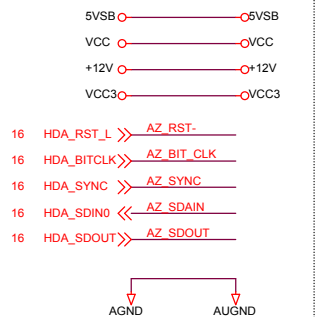 5VSB 5VSB
VCC VCC
+12V +12V
VCC3 VCC3
16 HDA_RST_L AZ_RST-
16 HDA_BITCLK AZ_BIT_CLK
16 HDA_SYNC AZ_SYNC
16 HDA_SDIN0 AZ_SDAIN
16 HDA_SDOUT AZ_SDOUT
AGND AUGND